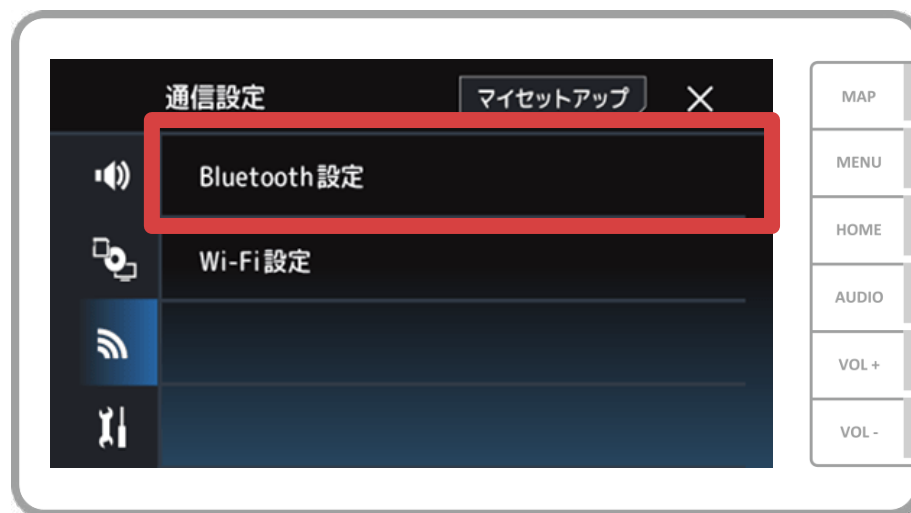 通信設定
マイセットアップ
Bluetooth設定
Wi-Fi設定
MAP
MENU
HOME
AUDIO
VOL +
VOL -